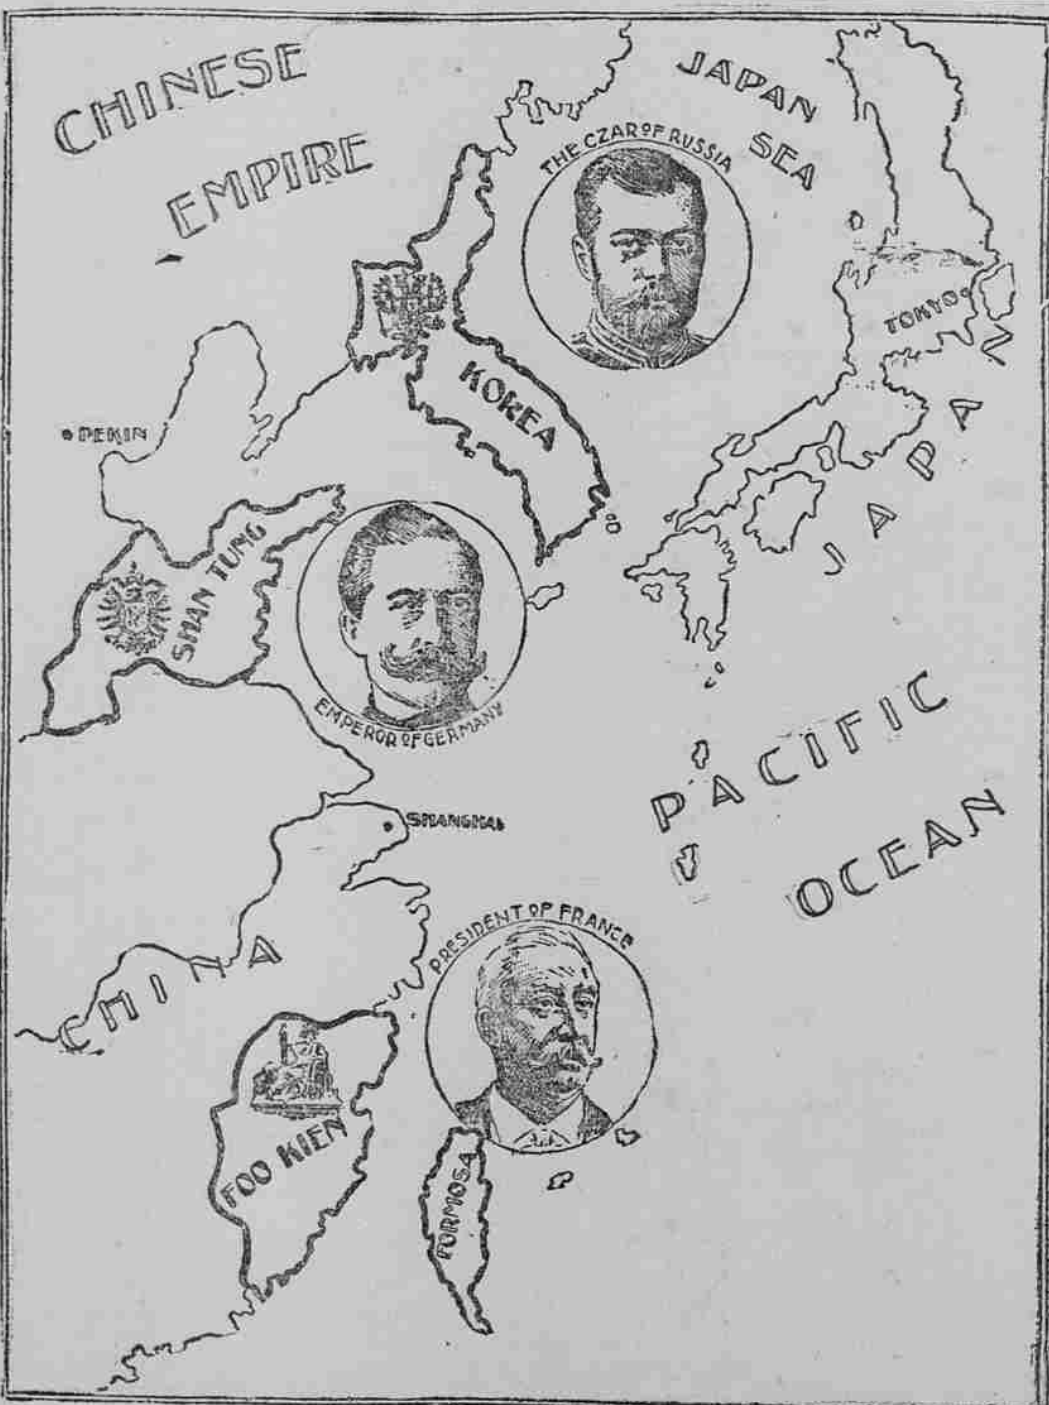 CHINESE
EMPIRE
JAPAN
SEA
THE CZAR OF RUSSIA
TOKYO
KOREA
JAPAN
PEKIN
SHAN TUNG
EMPEROR OF GERMANY
PACIFIC
OCEAN
SHANGHAI
CHINA
PRESIDENT OF FRANCE
FOO KIEN
FORMOSA